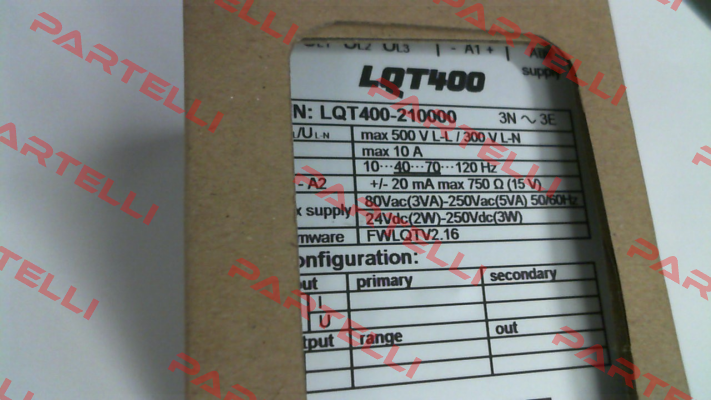 UL2 UL3 - A1 +
supply
LQT400
N: LQT400-210000 3N ~ 3E
/U L-N max 500 V L-L / 300 V L-N
max 10 A
10···40···70···120 Hz
- A2 +/- 20 mA max 750 Ω (15 V)
80Vac(3VA)-250Vac(5VA) 50/60Hz
x supply 24Vdc(2W)-250Vdc(3W)
mware FWLQTV2.16
onfiguration:
ut primary secondary
I
U
tput range out
PARTELLI
PARTELLI
PARTELLI
PARTELLI
PARTELLI
PARTELLI
PARTELLI
PARTELLI